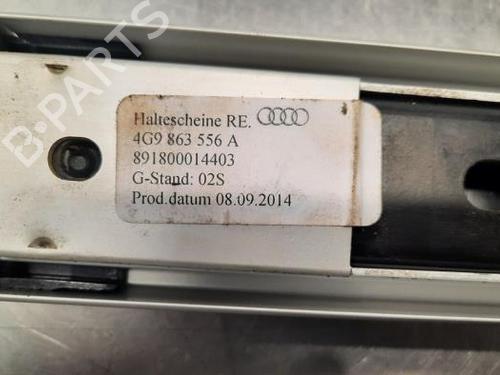 Haltescheine RE.
4G9 863 556 A
891800014403
G-Stand: 02S
Prod.datum 08.09.2014
B-PARTS